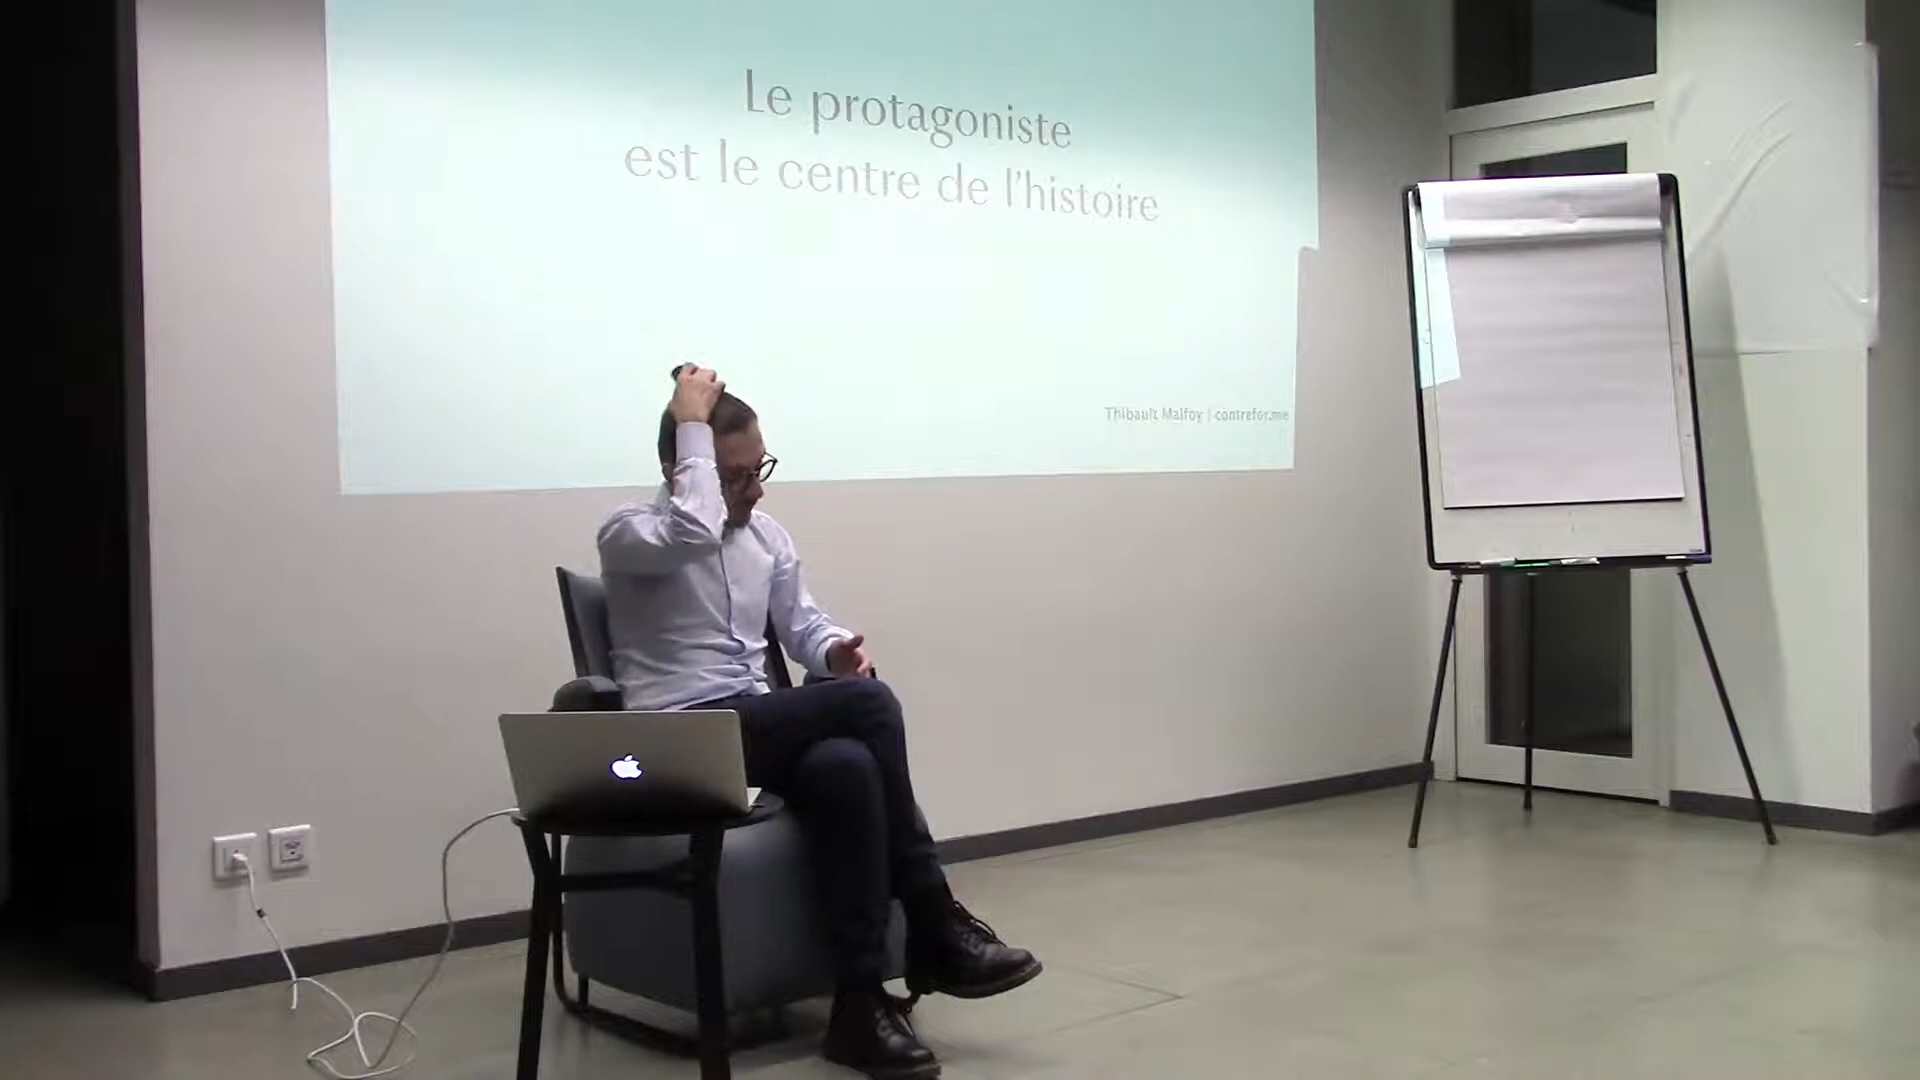 Le protagoniste
est le centre de l'histoire
Thibault Malfoy | contrefor.me